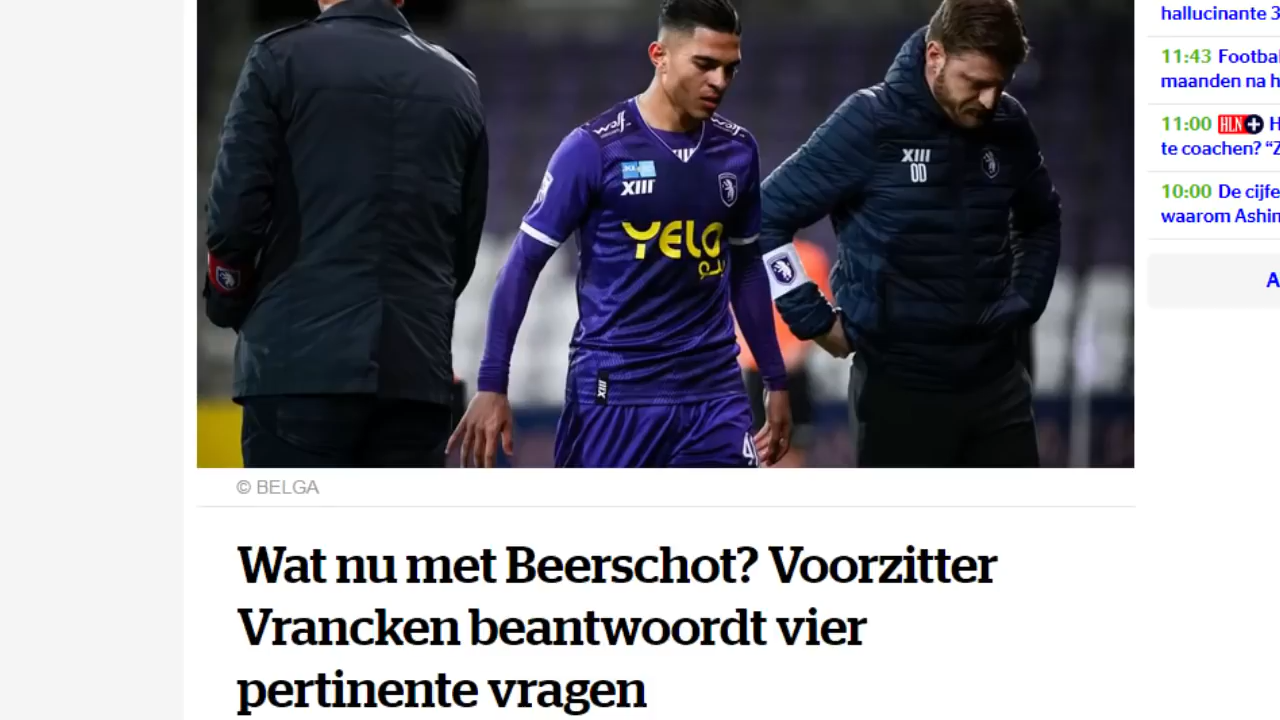 wolf
XIII
YELO
XIII
OD
© BELGA
Wat nu met Beerschot? Voorzitter
Vrancken beantwoordt vier
pertinente vragen
hallucinante 3
11:43 Footbal
maanden na h
11:00 HLN+ H
te coachen? “Z
10:00 De cijfe
waarom Ashim
A